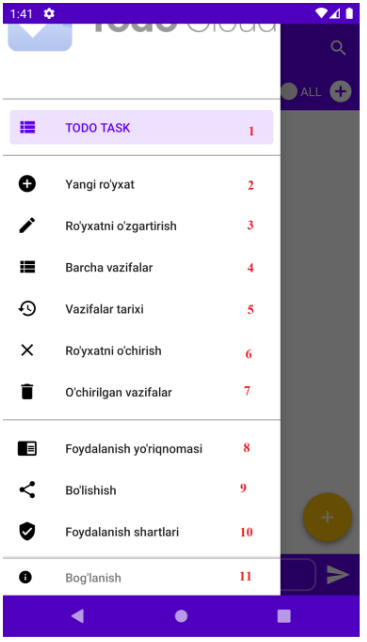 1:41
Todo Cloud
ALL
TODO TASK 1
Yangi ro'yxat 2
Ro'yxatni o'zgartirish 3
Barcha vazifalar 4
Vazifalar tarixi 5
Ro'yxatni o'chirish 6
O'chirilgan vazifalar 7
Foydalanish yo'riqnomasi 8
Bo'lishish 9
Foydalanish shartlari 10
Bog'lanish 11